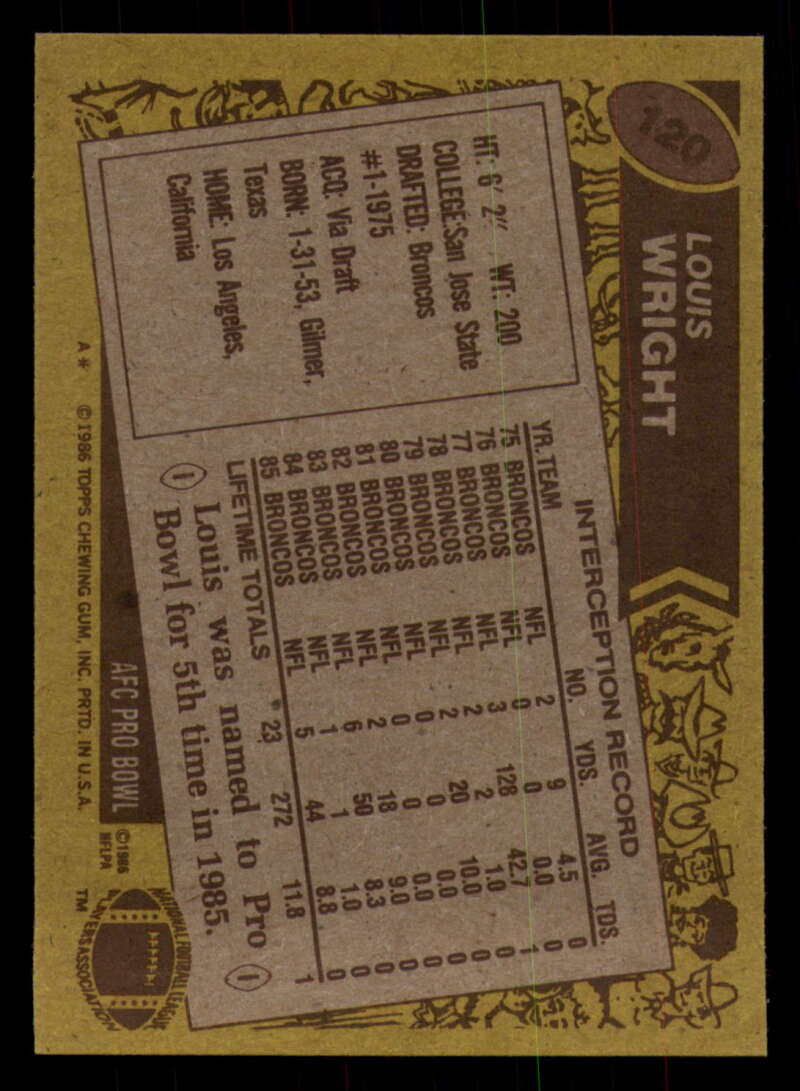 120
LOUIS
WRIGHT
HT: 6' 2" WT: 200
COLLEGE: San Jose State
DRAFTED: Broncos
#1-1975
ACQ: Via Draft
BORN: 1-31-53, Gilmer,
Texas
HOME: Los Angeles,
California
INTERCEPTION RECORD
YR. TEAM NO. YDS. AVG. TDS.
75 BRONCOS NFL 2 9 4.5 0
76 BRONCOS NFL 0 0 0.0 1
77 BRONCOS NFL 3 128 42.7 0
78 BRONCOS NFL 2 2 1.0 0
79 BRONCOS NFL 2 20 10.0 0
80 BRONCOS NFL 0 0 0.0 0
81 BRONCOS NFL 0 0 0.0 0
82 BRONCOS NFL 2 18 9.0 0
83 BRONCOS NFL 6 50 8.3 0
84 BRONCOS NFL 1 1 1.0 0
85 BRONCOS NFL 5 44 8.8 0
LIFETIME TOTALS 23 272 11.8 1
Louis was named to Pro
Bowl for 5th time in 1985.
AFC PRO BOWL
©1986
NFLPA
A* ©1986 TOPPS CHEWING GUM, INC. PRTD. IN U.S.A.
NATIONAL FOOTBALL LEAGUE
PLAYERS ASSOCIATION
TM